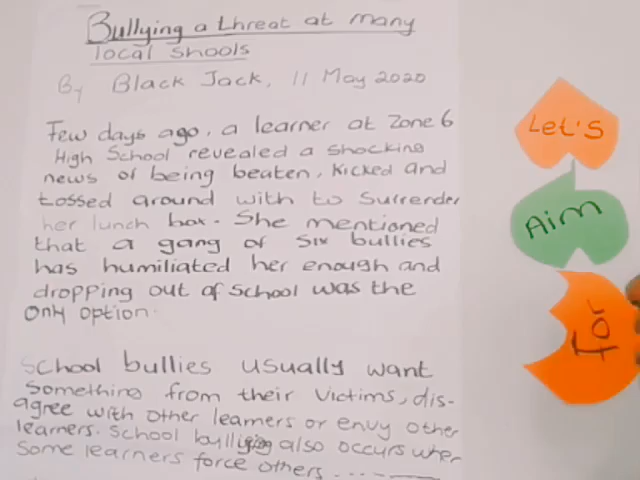 Bullying a threat at many
local shools
By Black Jack, 11 May 2020
Few days ago, a learner at Zone 6
High School revealed a shocking
news of being beaten, kicked and
tossed around with to surrender
her lunch box. She mentioned
that a gang of six bullies
has humiliated her enough and
dropping out of school was the
only option.
School bullies usually want
something from their victims, dis-
agree with other learners or envy other
learners. School bullying also occurs when
some learners force others...
Let's
Aim
For